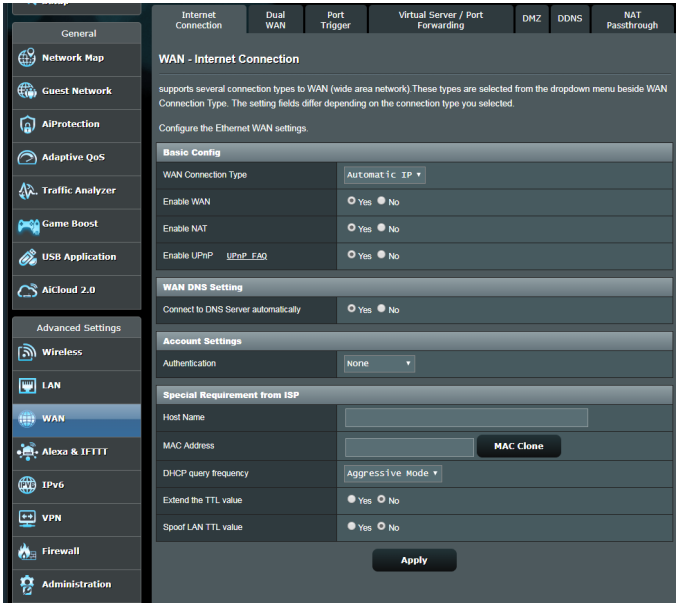 Internet Connection
Dual WAN
Port Trigger
Virtual Server / Port Forwarding
DMZ
DDNS
NAT Passthrough
General
Network Map
Guest Network
AiProtection
Adaptive QoS
Traffic Analyzer
Game Boost
USB Application
AiCloud 2.0
Advanced Settings
Wireless
LAN
WAN
Alexa & IFTTT
IPv6
VPN
Firewall
Administration
WAN - Internet Connection
supports several connection types to WAN (wide area network).These types are selected from the dropdown menu beside WAN
Connection Type. The setting fields differ depending on the connection type you selected.
Configure the Ethernet WAN settings.
Basic Config
WAN Connection Type Automatic IP
Enable WAN Yes No
Enable NAT Yes No
Enable UPnP UPnP FAQ Yes No
WAN DNS Setting
Connect to DNS Server automatically Yes No
Account Settings
Authentication None
Special Requirement from ISP
Host Name
MAC Address MAC Clone
DHCP query frequency Aggressive Mode
Extend the TTL value Yes No
Spoof LAN TTL value Yes No
Apply